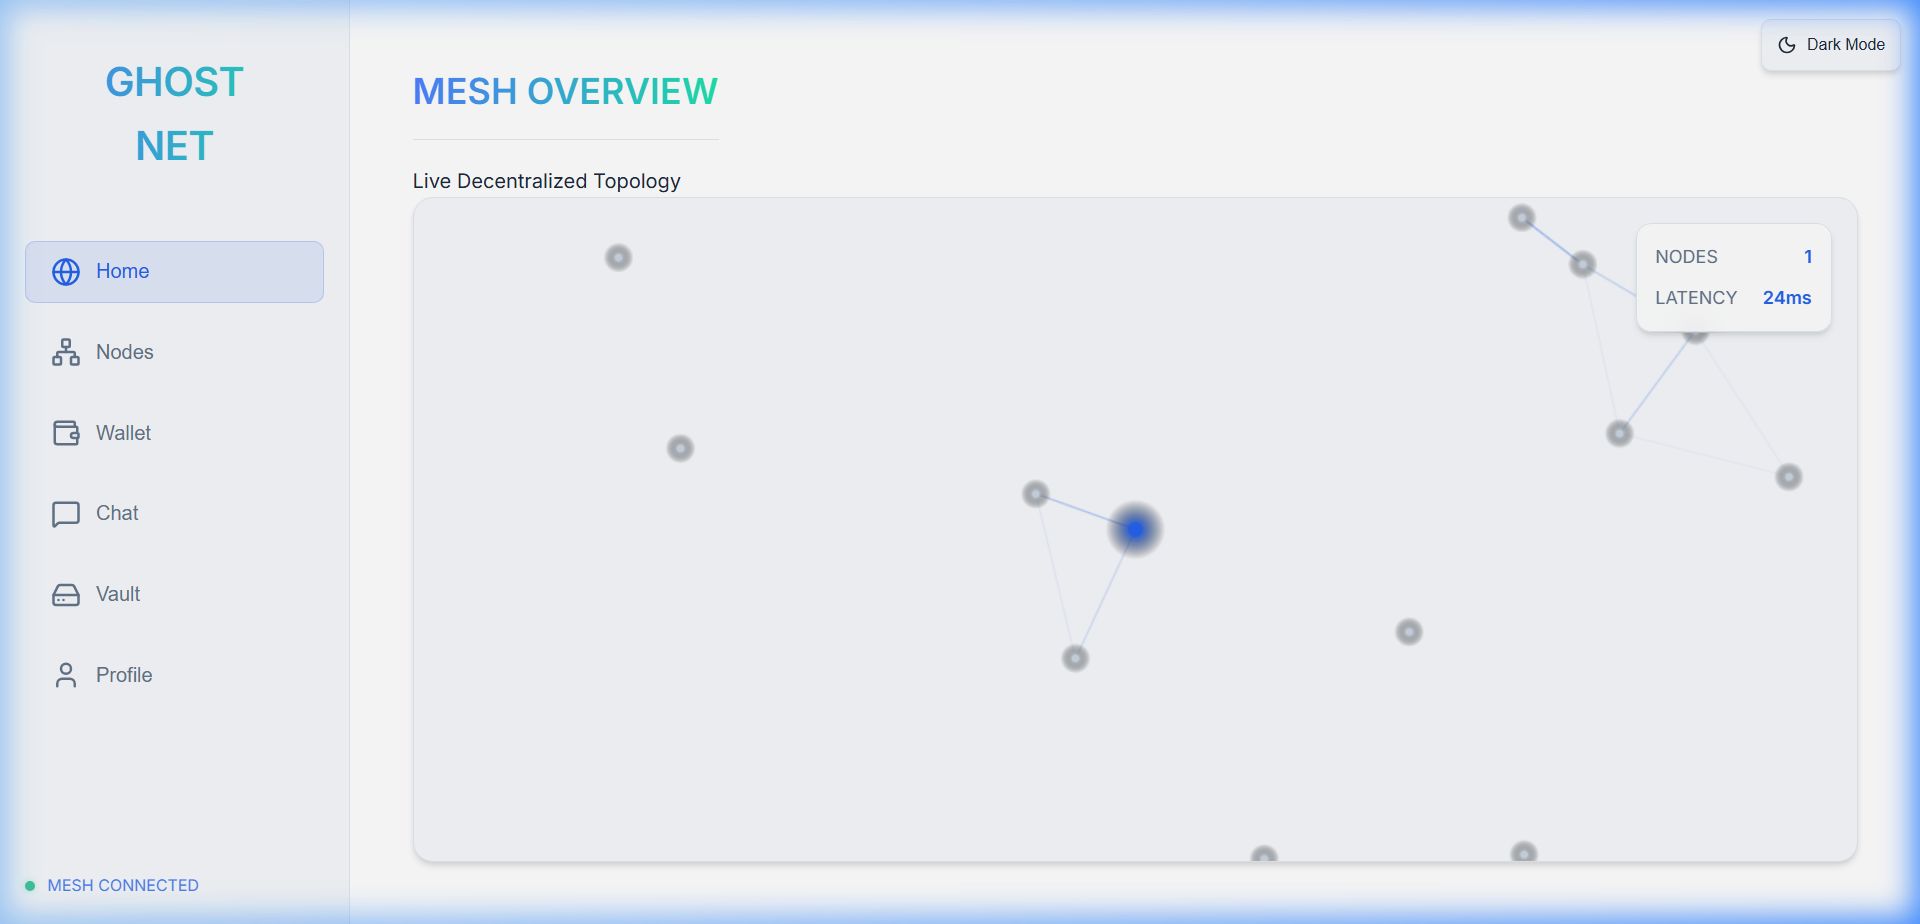 GHOST
NET
Home
Nodes
Wallet
Chat
Vault
Profile
MESH CONNECTED
Dark Mode
MESH OVERVIEW
Live Decentralized Topology
NODES 1
LATENCY 24ms